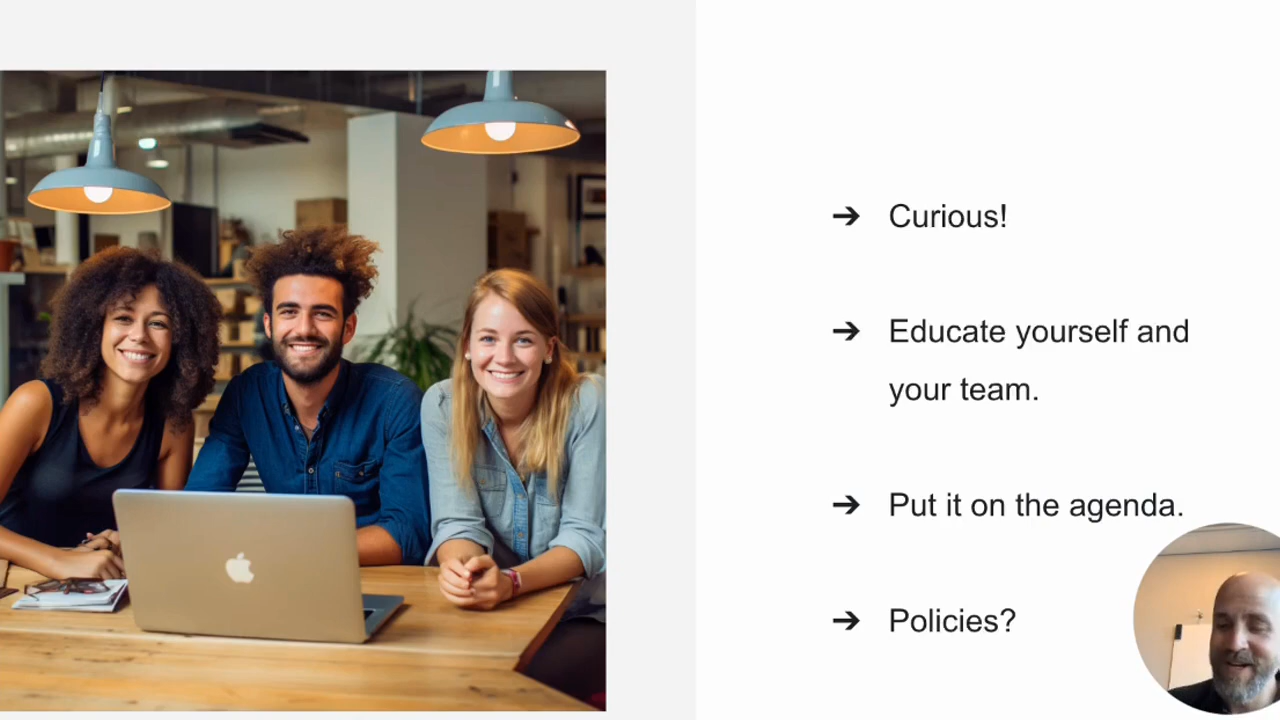 ➔ Curious!
➔ Educate yourself and
your team.
➔ Put it on the agenda.
➔ Policies?